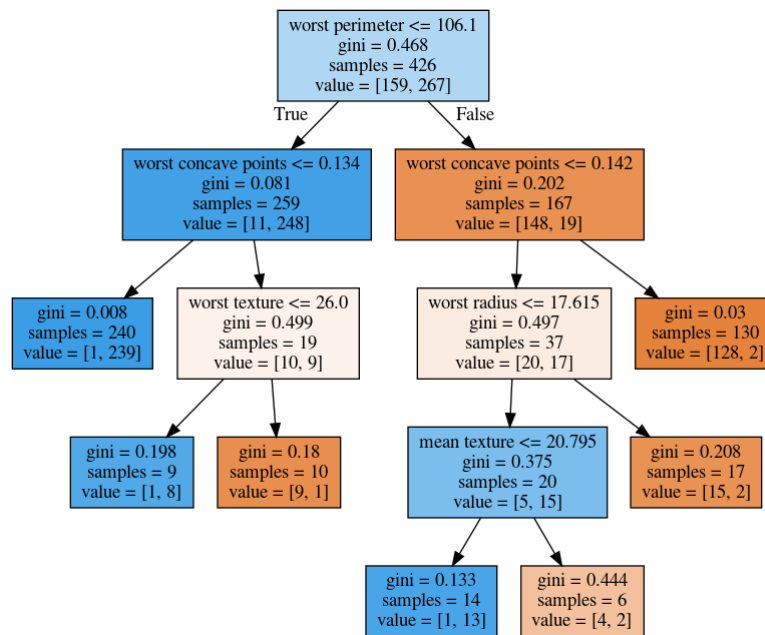 worst perimeter <= 106.1
gini = 0.468
samples = 426
value = [159, 267]
True
False
worst concave points <= 0.134
gini = 0.081
samples = 259
value = [11, 248]
worst concave points <= 0.142
gini = 0.202
samples = 167
value = [148, 19]
gini = 0.008
samples = 240
value = [1, 239]
worst texture <= 26.0
gini = 0.499
samples = 19
value = [10, 9]
worst radius <= 17.615
gini = 0.497
samples = 37
value = [20, 17]
gini = 0.03
samples = 130
value = [128, 2]
gini = 0.198
samples = 9
value = [1, 8]
gini = 0.18
samples = 10
value = [9, 1]
mean texture <= 20.795
gini = 0.375
samples = 20
value = [5, 15]
gini = 0.208
samples = 17
value = [15, 2]
gini = 0.133
samples = 14
value = [1, 13]
gini = 0.444
samples = 6
value = [4, 2]